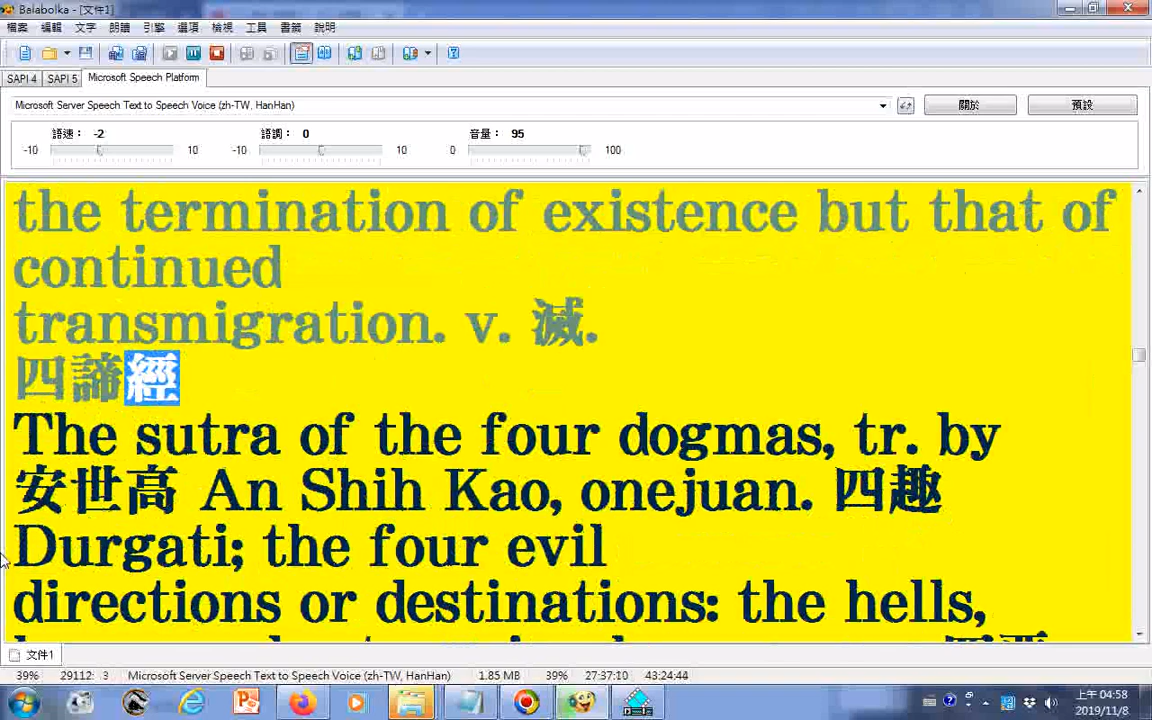 Balabolka - [文件1]
檔案 編輯 文字 朗讀 引擎 選項 檢視 工具 書籤 說明
SAPI 4 SAPI 5 Microsoft Speech Platform
Microsoft Server Speech Text to Speech Voice (zh-TW, HanHan) 關於 預設
語速： -2 語調： 0 音量： 95
-10 10 -10 10 0 100
the termination of existence but that of
continued
transmigration. v. 滅.
四諦經
The sutra of the four dogmas, tr. by
安世高 An Shih Kao, onejuan. 四趣
Durgati; the four evil
directions or destinations: the hells,
文件1
39% 29112: 3 Microsoft Server Speech Text to Speech Voice (zh-TW, HanHan) 1.85 MB 39% 27:37:10 43:24:44
上午 04:58
2019/11/8